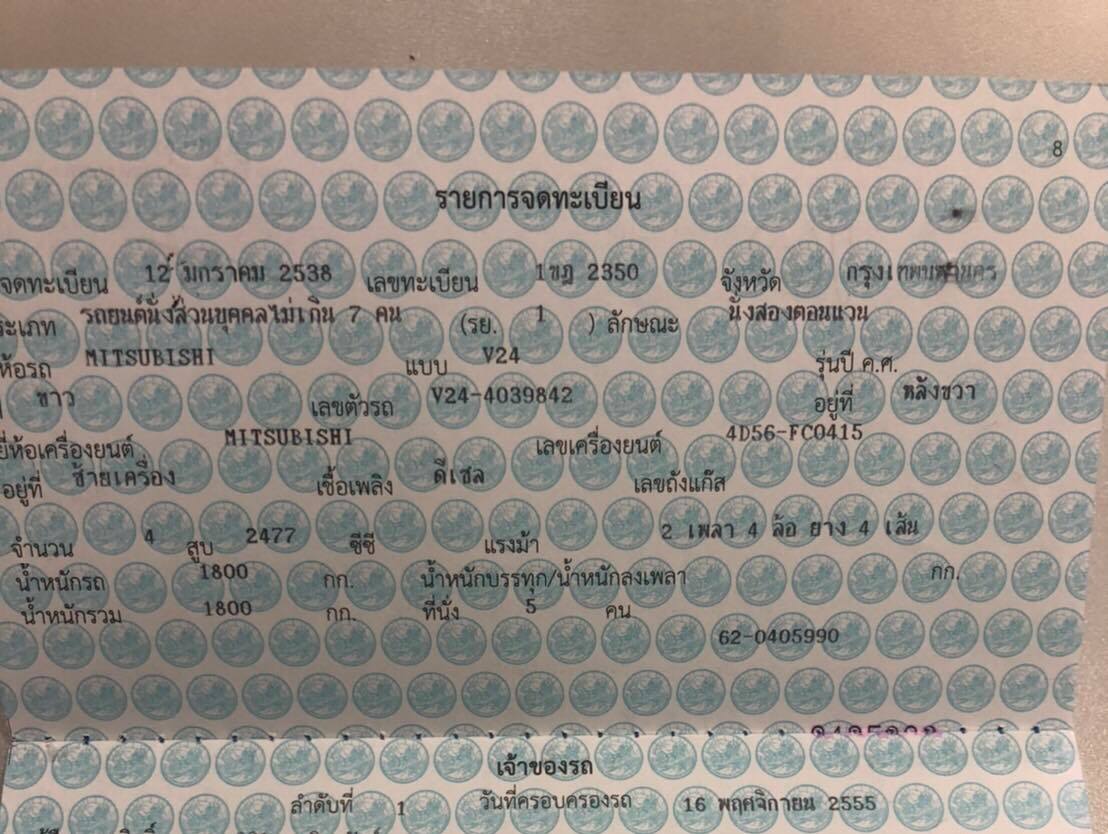 8
รายการจดทะเบียน
จดทะเบียน 12 มกราคม 2538 เลขทะเบียน 1ขฎ 2350 จังหวัด กรุงเทพมหานคร
ประเภท รถยนต์นั่งส่วนบุคคลไม่เกิน 7 คน (รย. 1 ) ลักษณะ นั่งสองตอนแวน
ห้อรถ MITSUBISHI แบบ V24 รุ่นปี ค.ศ.
ขาว เลขตัวรถ V24-4039842 อยู่ที่ หลังขวา
ยี่ห้อเครื่องยนต์ MITSUBISHI เลขเครื่องยนต์ 4D56-FC0415
อยู่ที่ ซ้ายเครื่อง เชื้อเพลิง ดีเซล เลขถังแก๊ส
จำนวน 4 สูบ 2477 ซีซี แรงม้า 2 เพลา 4 ล้อ ยาง 4 เส้น
น้ำหนักรถ 1800 กก. น้ำหนักบรรทุก/น้ำหนักลงเพลา กก.
น้ำหนักรวม 1800 กก. ที่นั่ง 5 คน
62-0405990
เจ้าของรถ
ลำดับที่ 1 วันที่ครอบครองรถ 16 พฤศจิกายน 2555